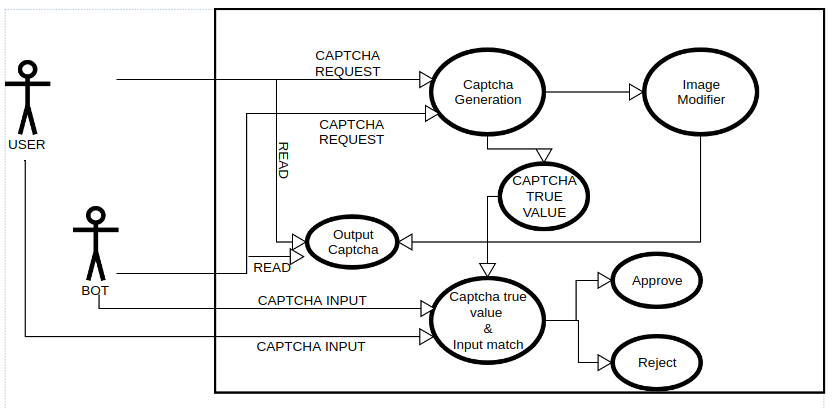 CAPTCHA
REQUEST
Captcha
Generation
Image
Modifier
CAPTCHA
REQUEST
USER
READ
CAPTCHA
TRUE
VALUE
Output
Captcha
READ
BOT
CAPTCHA INPUT
Captcha true
value
&
Input match
Approve
CAPTCHA INPUT
Reject